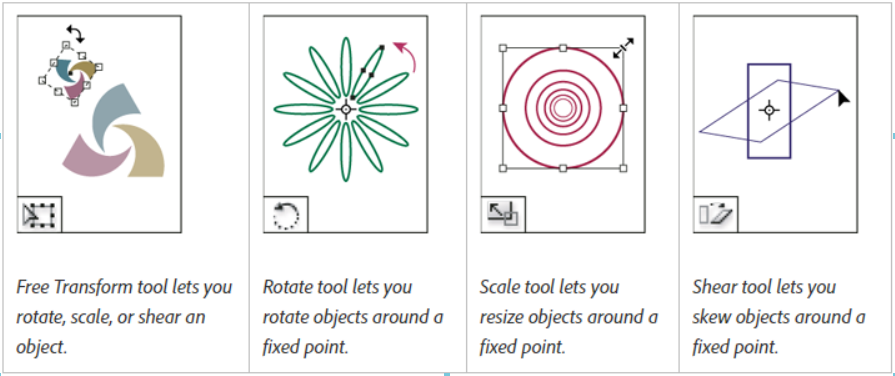 Free Transform tool lets you
rotate, scale, or shear an
object.
Rotate tool lets you
rotate objects around a
fixed point.
Scale tool lets you
resize objects around a
fixed point.
Shear tool lets you
skew objects around a
fixed point.